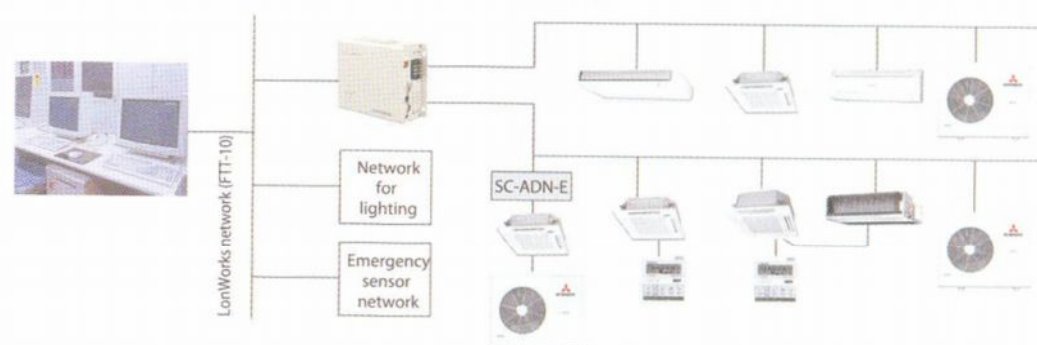 LonWorks network (FTT-10)
Network
for
lighting
SC-ADN-E
Emergency
sensor
network